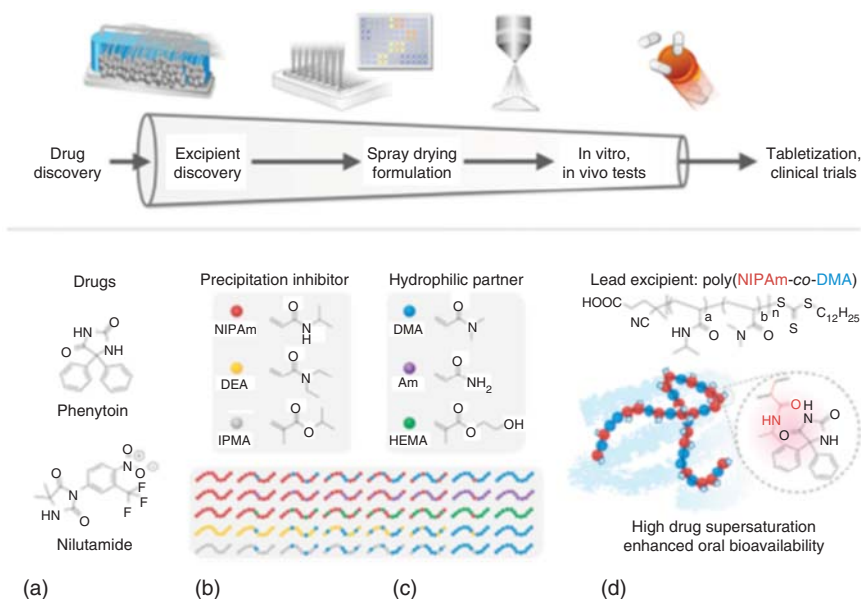 Drug
discovery
Excipient
discovery
Spray drying
formulation
In vitro,
in vivo tests
Tabletization,
clinical trials
Drugs
HN
O
O
NH
Phenytoin
NO₂
O
N
HN
O
F
F
F
Nilutamide
(a)
Precipitation inhibitor
NIPAm
O
N
H
DEA
O
N
IPMA
O
O
(b)
Hydrophilic partner
DMA
O
N
Am
O
NH₂
HEMA
O
O
OH
(c)
Lead excipient: poly(NIPAm-co-DMA)
HOOC
NC
a
b
n
S
S
S
C₁₂H₂₅
HN
O
N
O
O
H
HN
N
O
O
NH
High drug supersaturation
enhanced oral bioavailability
(d)